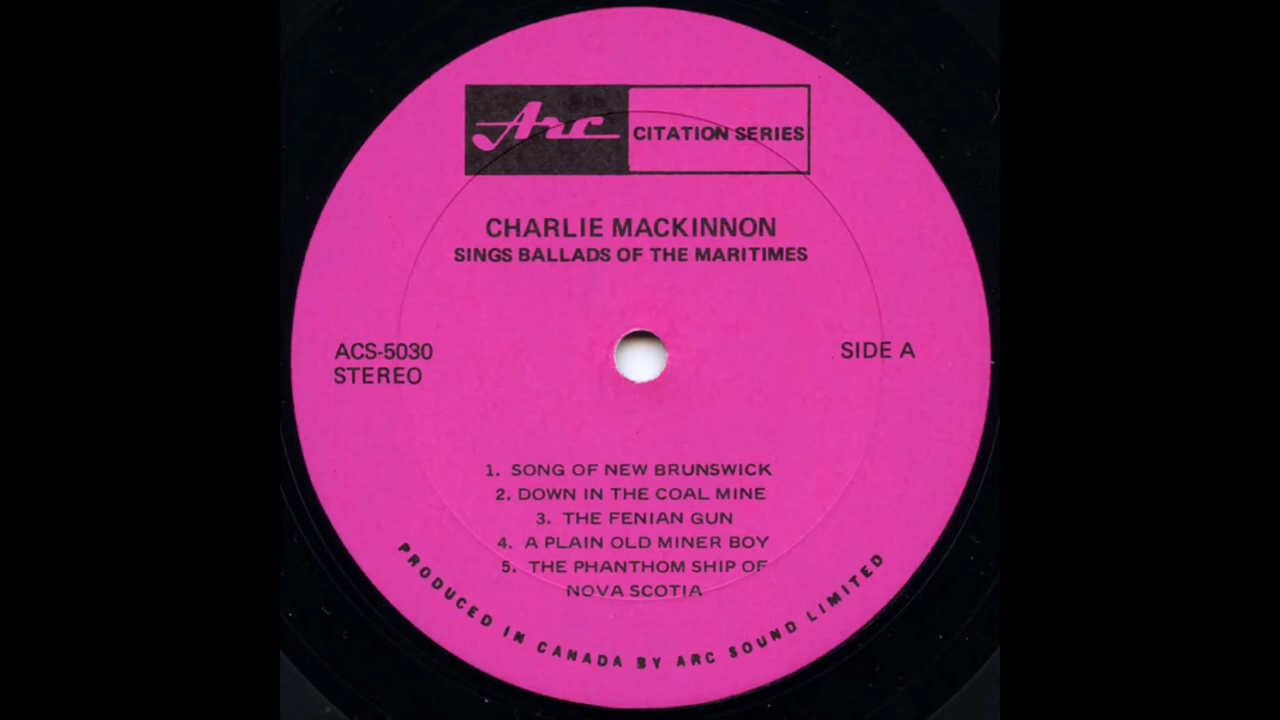 Arc CITATION SERIES
CHARLIE MACKINNON
SINGS BALLADS OF THE MARITIMES
ACS-5030
STEREO
SIDE A
1. SONG OF NEW BRUNSWICK
2. DOWN IN THE COAL MINE
3. THE FENIAN GUN
4. A PLAIN OLD MINER BOY
5. THE PHANTHOM SHIP OF
NOVA SCOTIA
PRODUCED IN CANADA BY ARC SOUND LIMITED